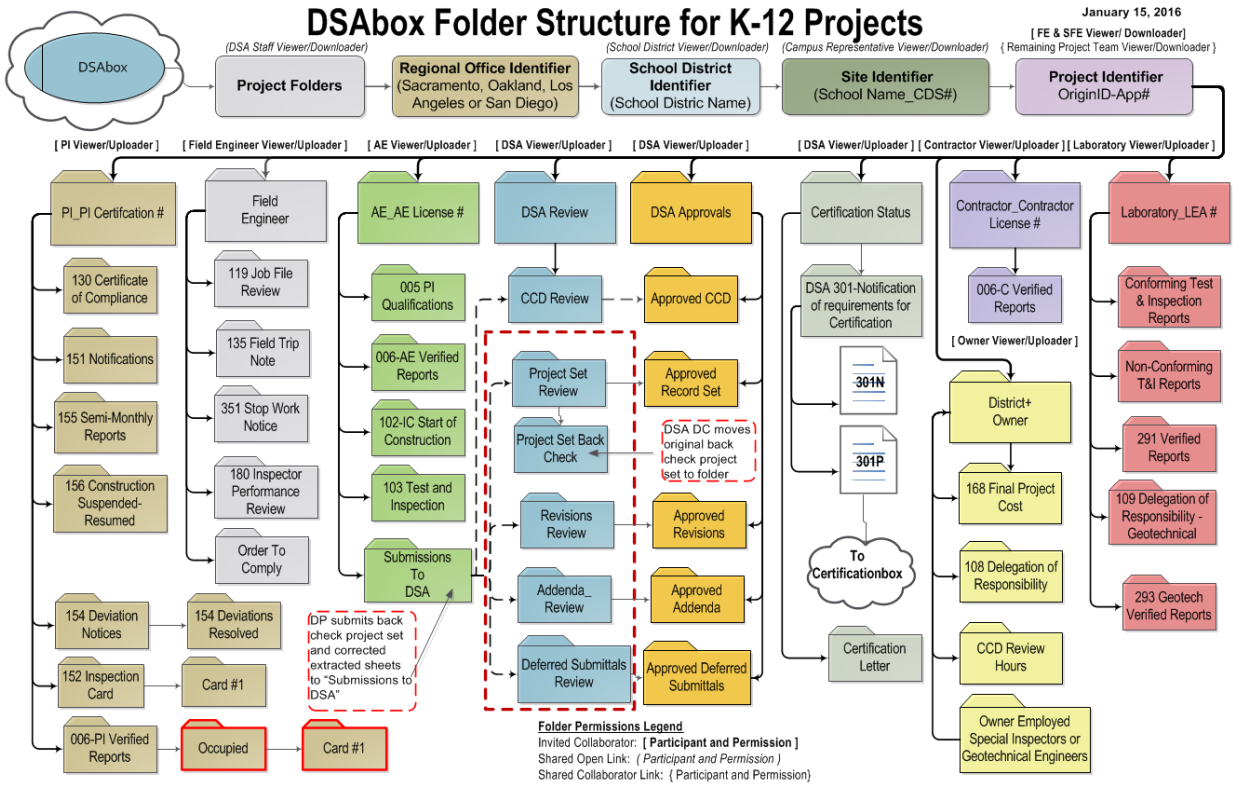 DSAbox Folder Structure for K-12 Projects
January 15, 2016
DSAbox
(DSA Staff Viewer/Downloader)
Project Folders
Regional Office Identifier
(Sacramento, Oakland, Los
Angeles or San Diego)
(School District Viewer/Downloader)
School District
Identifier
(School Distric Name)
(Campus Representative Viewer/Downloader)
Site Identifier
(School Name_CDS#)
[ FE & SFE Viewer/ Downloader]
{ Remaining Project Team Viewer/Downloader }
Project Identifier
OriginID-App#
[ PI Viewer/Uploader ]
[ Field Engineer Viewer/Uploader ]
[ AE Viewer/Uploader ]
[ DSA Viewer/Uploader ]
[ DSA Viewer/Uploader ]
[ DSA Viewer/Uploader ]
[ Contractor Viewer/Uploader ]
[ Laboratory Viewer/Uploader ]
PI_PI Certifcation #
130 Certificate
of Compliance
151 Notifications
155 Semi-Monthly
Reports
156 Construction
Suspended-
Resumed
154 Deviation
Notices
154 Deviations
Resolved
152 Inspection
Card
Card #1
006-PI Verified
Reports
Occupied
Card #1
Field
Engineer
119 Job File
Review
135 Field Trip
Note
351 Stop Work
Notice
180 Inspector
Performance
Review
Order To
Comply
AE_AE License #
005 PI
Qualifications
006-AE Verified
Reports
102-IC Start of
Construction
103 Test and
Inspection
Submissions
To
DSA
DP submits back
check project set
and corrected
extracted sheets
to “Submissions to
DSA”
DSA Review
CCD Review
Project Set
Review
Project Set Back
Check
Revisions
Review
Addenda_
Review
Deferred Submittals
Review
DSA Approvals
Approved CCD
Approved
Record Set
DSA DC moves
original back
check project
set to folder
Approved
Revisions
Approved
Addenda
Approved Deferred
Submittals
Certification Status
DSA 301-Notification
of requirements for
Certification
301N
301P
To
Certificationbox
Certification
Letter
Contractor_Contractor
License #
006-C Verified
Reports
[ Owner Viewer/Uploader ]
District+
Owner
168 Final Project
Cost
108 Delegation of
Responsibility
CCD Review
Hours
Owner Employed
Special Inspectors or
Geotechnical Engineers
Laboratory_LEA #
Conforming Test
& Inspection
Reports
Non-Conforming
T&I Reports
291 Verified
Reports
109 Delegation of
Responsibility -
Geotechnical
293 Geotech
Verified Reports
Folder Permissions Legend
Invited Collaborator: [ Participant and Permission ]
Shared Open Link: ( Participant and Permission )
Shared Collaborator Link: { Participant and Permission}